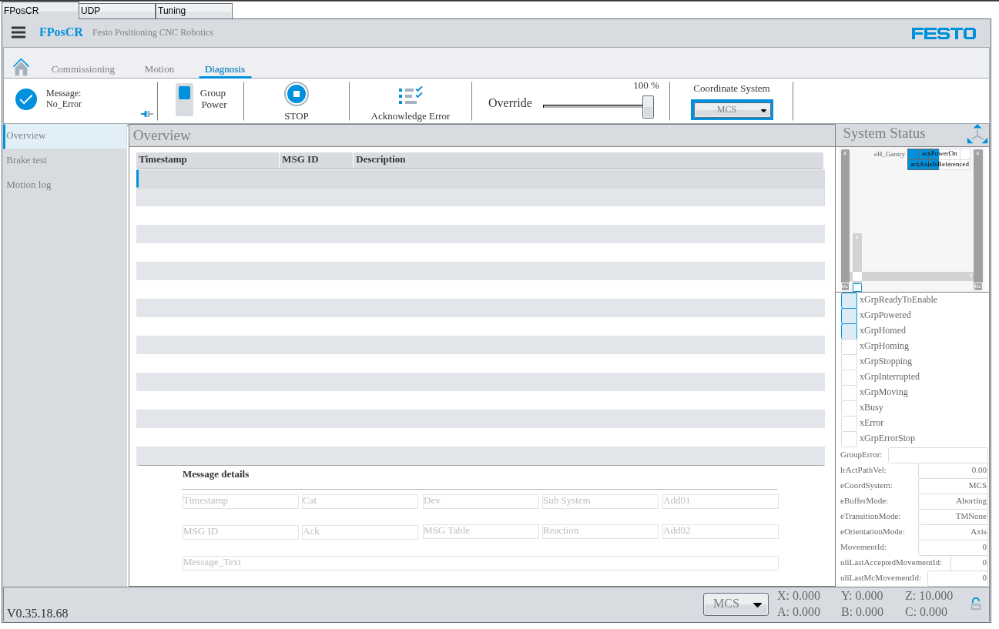 FPosCR UDP Tuning
FPosCR Festo Positioning CNC Robotics FESTO
Commissioning Motion Diagnosis
Message:
No_Error
Group
Power
STOP
Acknowledge Error
Override
100 %
Coordinate System
MCS
Overview
Brake test
Motion log
Overview
Timestamp MSG ID Description
Message details
Timestamp Cat Dev Sub System Add01
MSG ID Ack MSG Table Reaction Add02
Message_Text
System Status
x eH_Gantry arxPowerOn x
arxAxisIsReferenced
z
Y
xGrpReadyToEnable
xGrpPowered
xGrpHomed
xGrpHoming
xGrpStopping
xGrpInterrupted
xGrpMoving
xBusy
xError
xGrpErrorStop
GroupError:
lrActPathVel: 0.00
eCoordSystem: MCS
eBufferMode: Aborting
eTransitionMode: TMNone
eOrientationMode: Axis
MovementId: 0
uliLastAcceptedMovementId: 0
uliLastMcMovementId: 0
V0.35.18.68
MCS
X: 0.000 Y: 0.000 Z: 10.000
A: 0.000 B: 0.000 C: 0.000